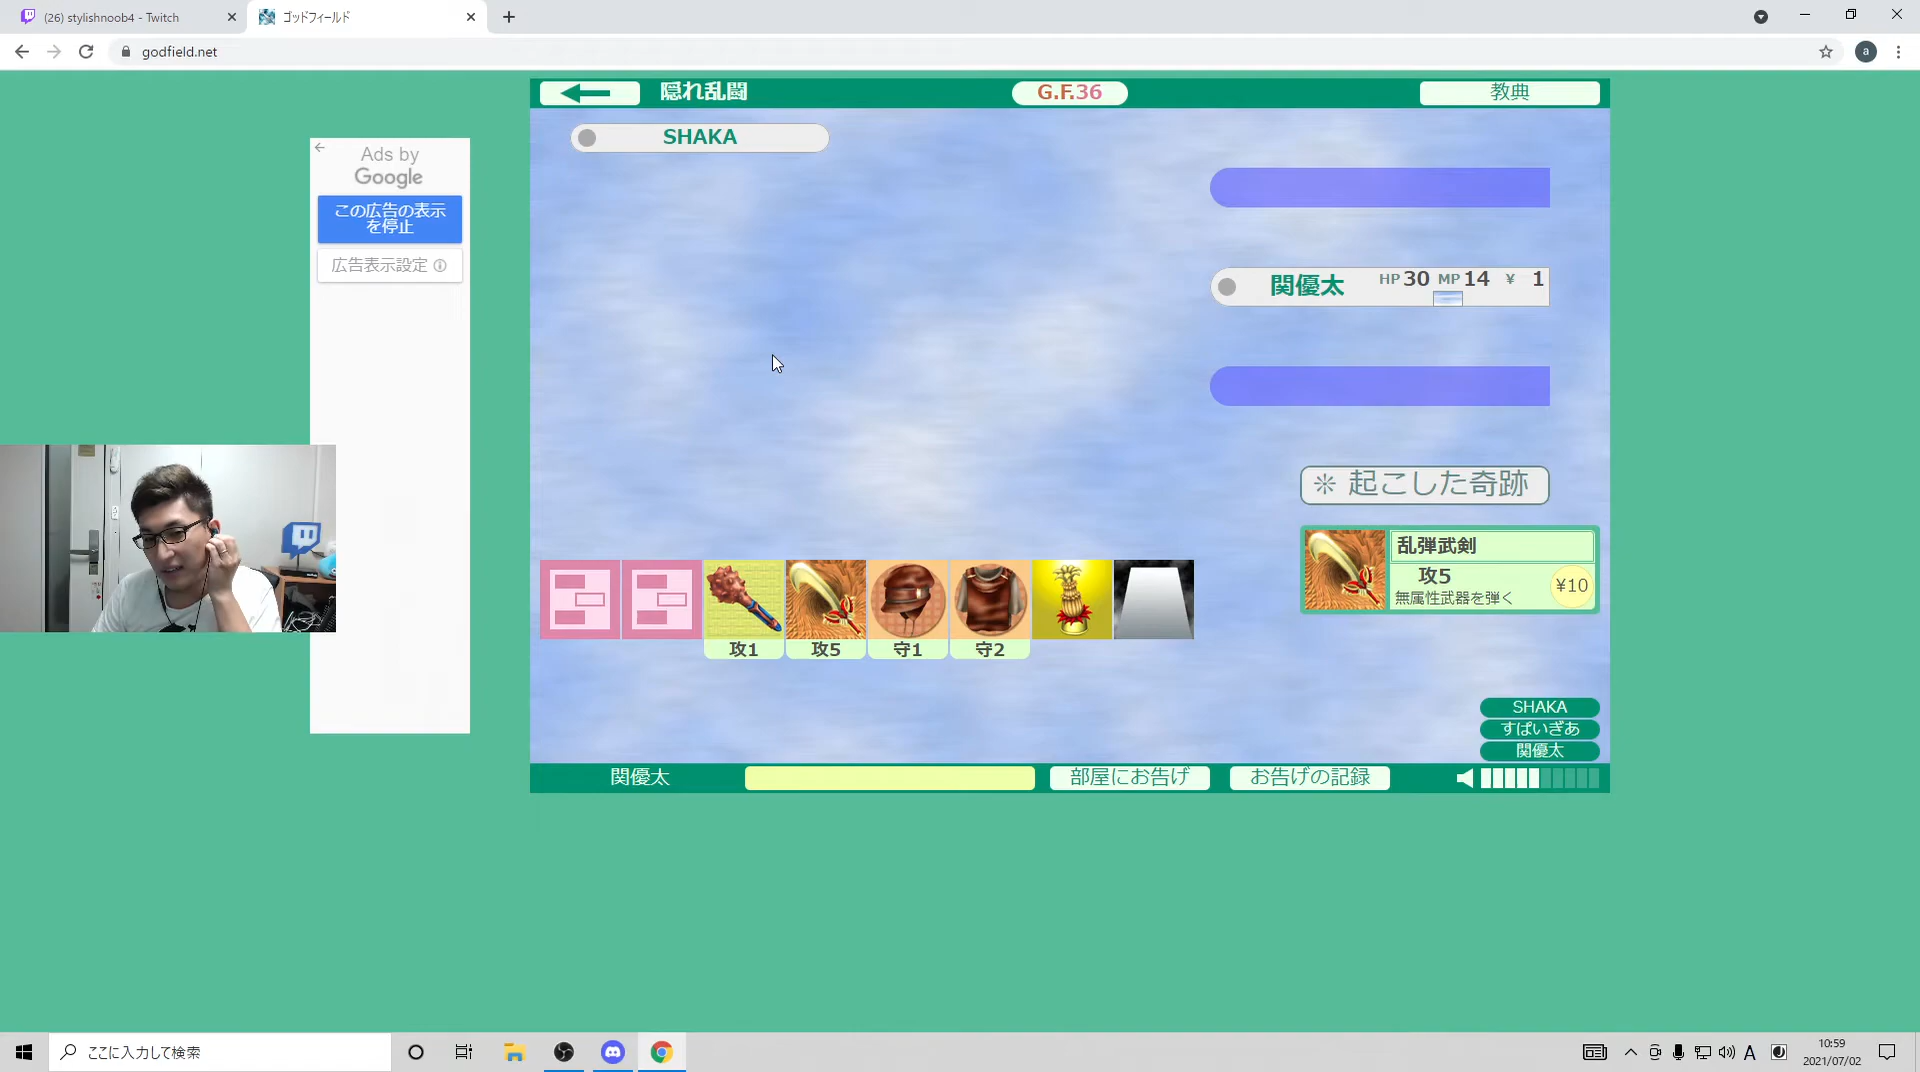 (26) stylishnoob4 - Twitch
ゴッドフィールド
godfield.net
a
隠れ乱闘
G.F.36
教典
SHAKA
Ads by
Google
この広告の表示
を停止
広告表示設定
関優太 HP 30 MP 14 ¥ 1
起こした奇跡
乱弾武剣
攻5
¥10
無属性武器を弾く
攻1
攻5
守1
守2
SHAKA
すぱいぎあ
関優太
関優太
部屋にお告げ
お告げの記録
ここに入力して検索
A
10:59
2021/07/02